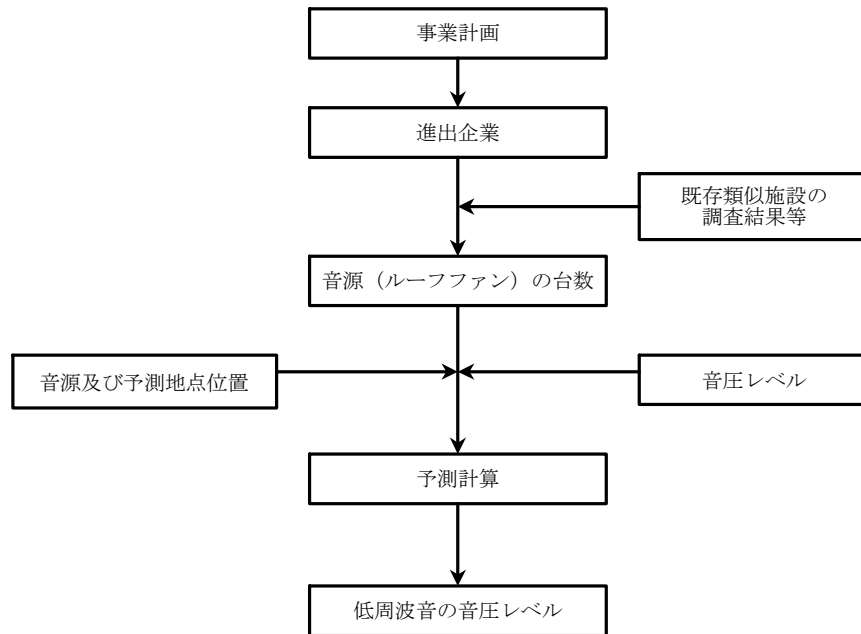 事業計画
進出企業
既存類似施設の
調査結果等
音源（ルーフファン）の台数
音源及び予測地点位置
音圧レベル
予測計算
低周波音の音圧レベル